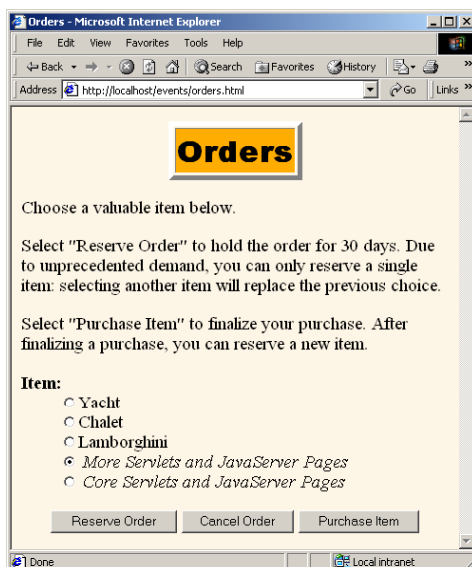 Orders - Microsoft Internet Explorer
File Edit View Favorites Tools Help
Back Search Favorites History »
Address http://localhost/events/orders.html Go Links »
Orders
Choose a valuable item below.
Select "Reserve Order" to hold the order for 30 days. Due
to unprecedented demand, you can only reserve a single
item: selecting another item will replace the previous choice.
Select "Purchase Item" to finalize your purchase. After
finalizing a purchase, you can reserve a new item.
Item:
Yacht
Chalet
Lamborghini
More Servlets and JavaServer Pages
Core Servlets and JavaServer Pages
Reserve Order Cancel Order Purchase Item
Done Local intranet